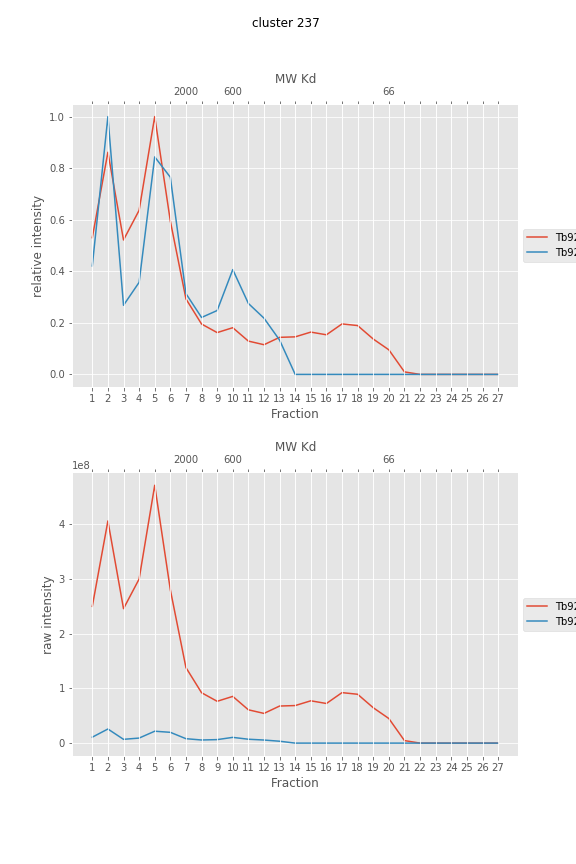 cluster 237
MW Kd
2000 600 66
1.0
0.8
0.6
0.4
0.2
0.0
relative intensity
Tb92
Tb92
1 2 3 4 5 6 7 8 9 10 11 12 13 14 15 16 17 18 19 20 21 22 23 24 25 26 27
Fraction
MW Kd
2000 600 66
1e8
4
3
2
1
0
raw intensity
Tb92
Tb92
1 2 3 4 5 6 7 8 9 10 11 12 13 14 15 16 17 18 19 20 21 22 23 24 25 26 27
Fraction